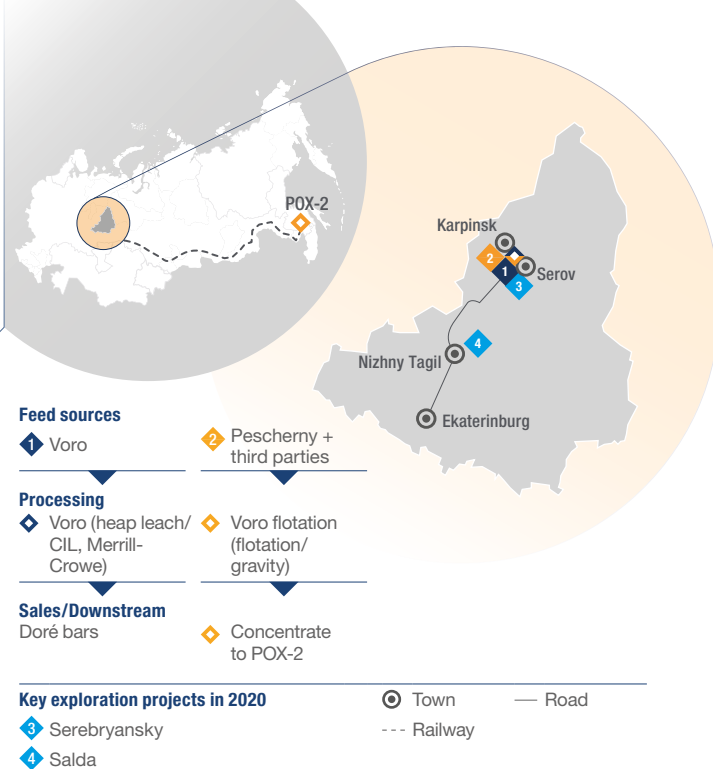 POX-2
Karpinsk
2
1
Serov
3
4
Nizhny Tagil
Ekaterinburg
Feed sources
1 Voro
2 Pescherny +
third parties
Processing
Voro (heap leach/
CIL, Merrill-
Crowe)
Voro flotation
(flotation/
gravity)
Sales/Downstream
Doré bars
Concentrate
to POX-2
Key exploration projects in 2020
3 Serebryansky
4 Salda
Town
Road
Railway